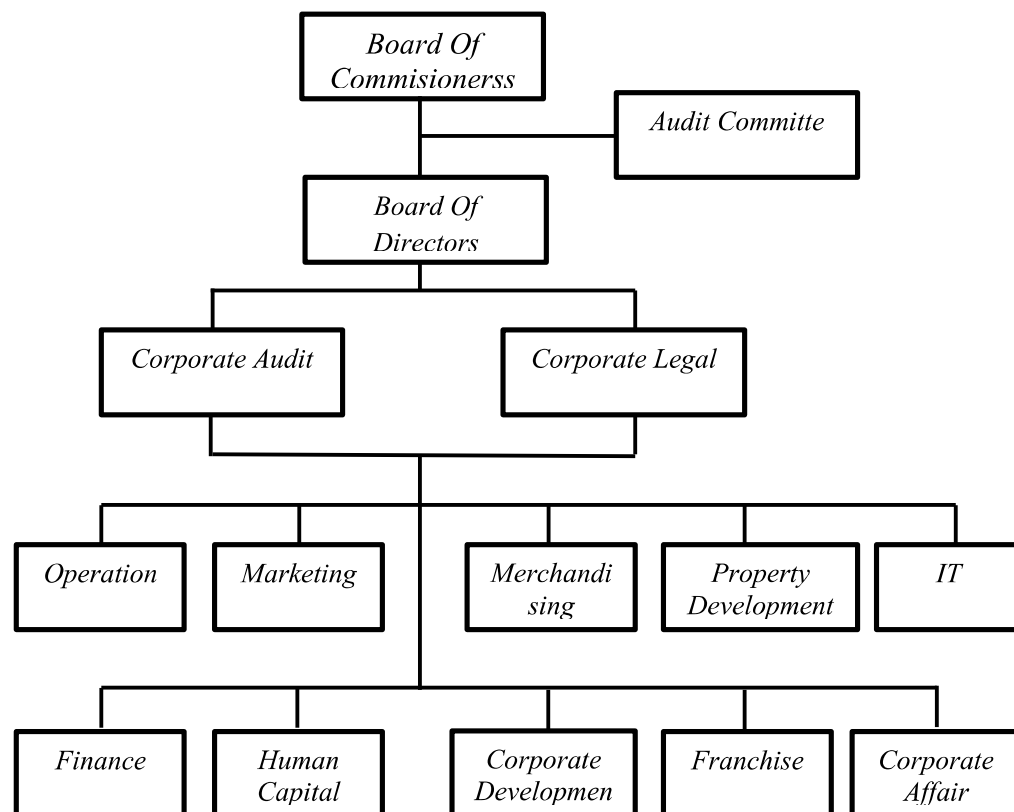 Board Of
Commisionerss
Audit Committe
Board Of
Directors
Corporate Audit
Corporate Legal
Operation
Marketing
Merchandi
sing
Property
Development
IT
Finance
Human
Capital
Corporate
Developmen
Franchise
Corporate
Affair